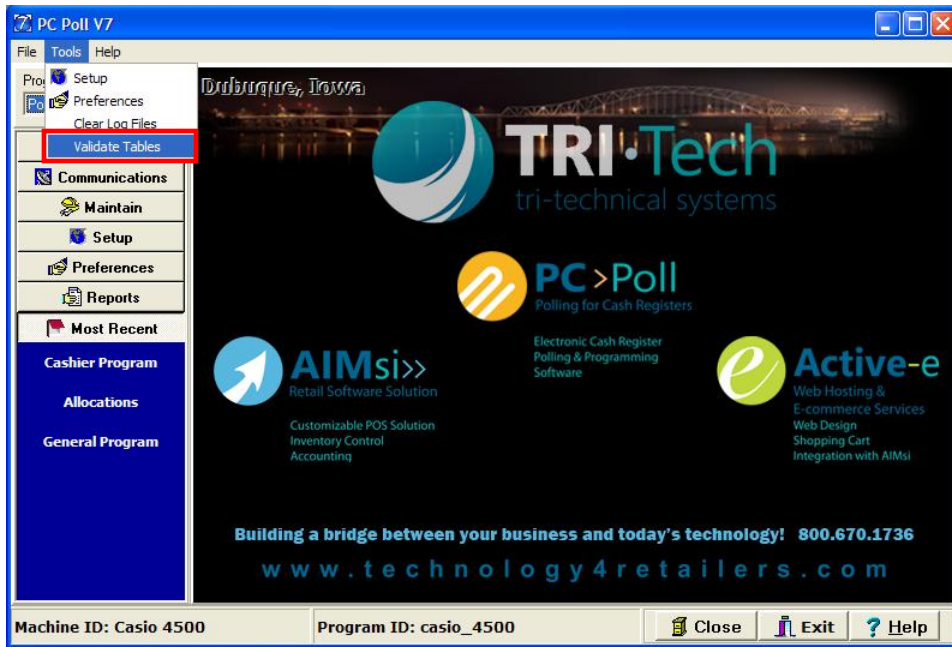 PC Poll V7
File Tools Help
Setup
Preferences
Clear Log Files
Validate Tables
Communications
Maintain
Setup
Preferences
Reports
Most Recent
Cashier Program
Allocations
General Program
Dubuque, Iowa
TRI•Tech
tri-technical systems
PC>Poll
Polling for Cash Registers
Electronic Cash Register
Polling & Programming
Software
AIMsi>>
Retail Software Solution
Customizable POS Solution
Inventory Control
Accounting
Active-e
Web Hosting &
E-commerce Services
Web Design
Shopping Cart
Integration with AIMsi
Building a bridge between your business and today's technology! 800.670.1736
www.technology4retailers.com
Machine ID: Casio 4500 Program ID: casio_4500 Close Exit ? Help